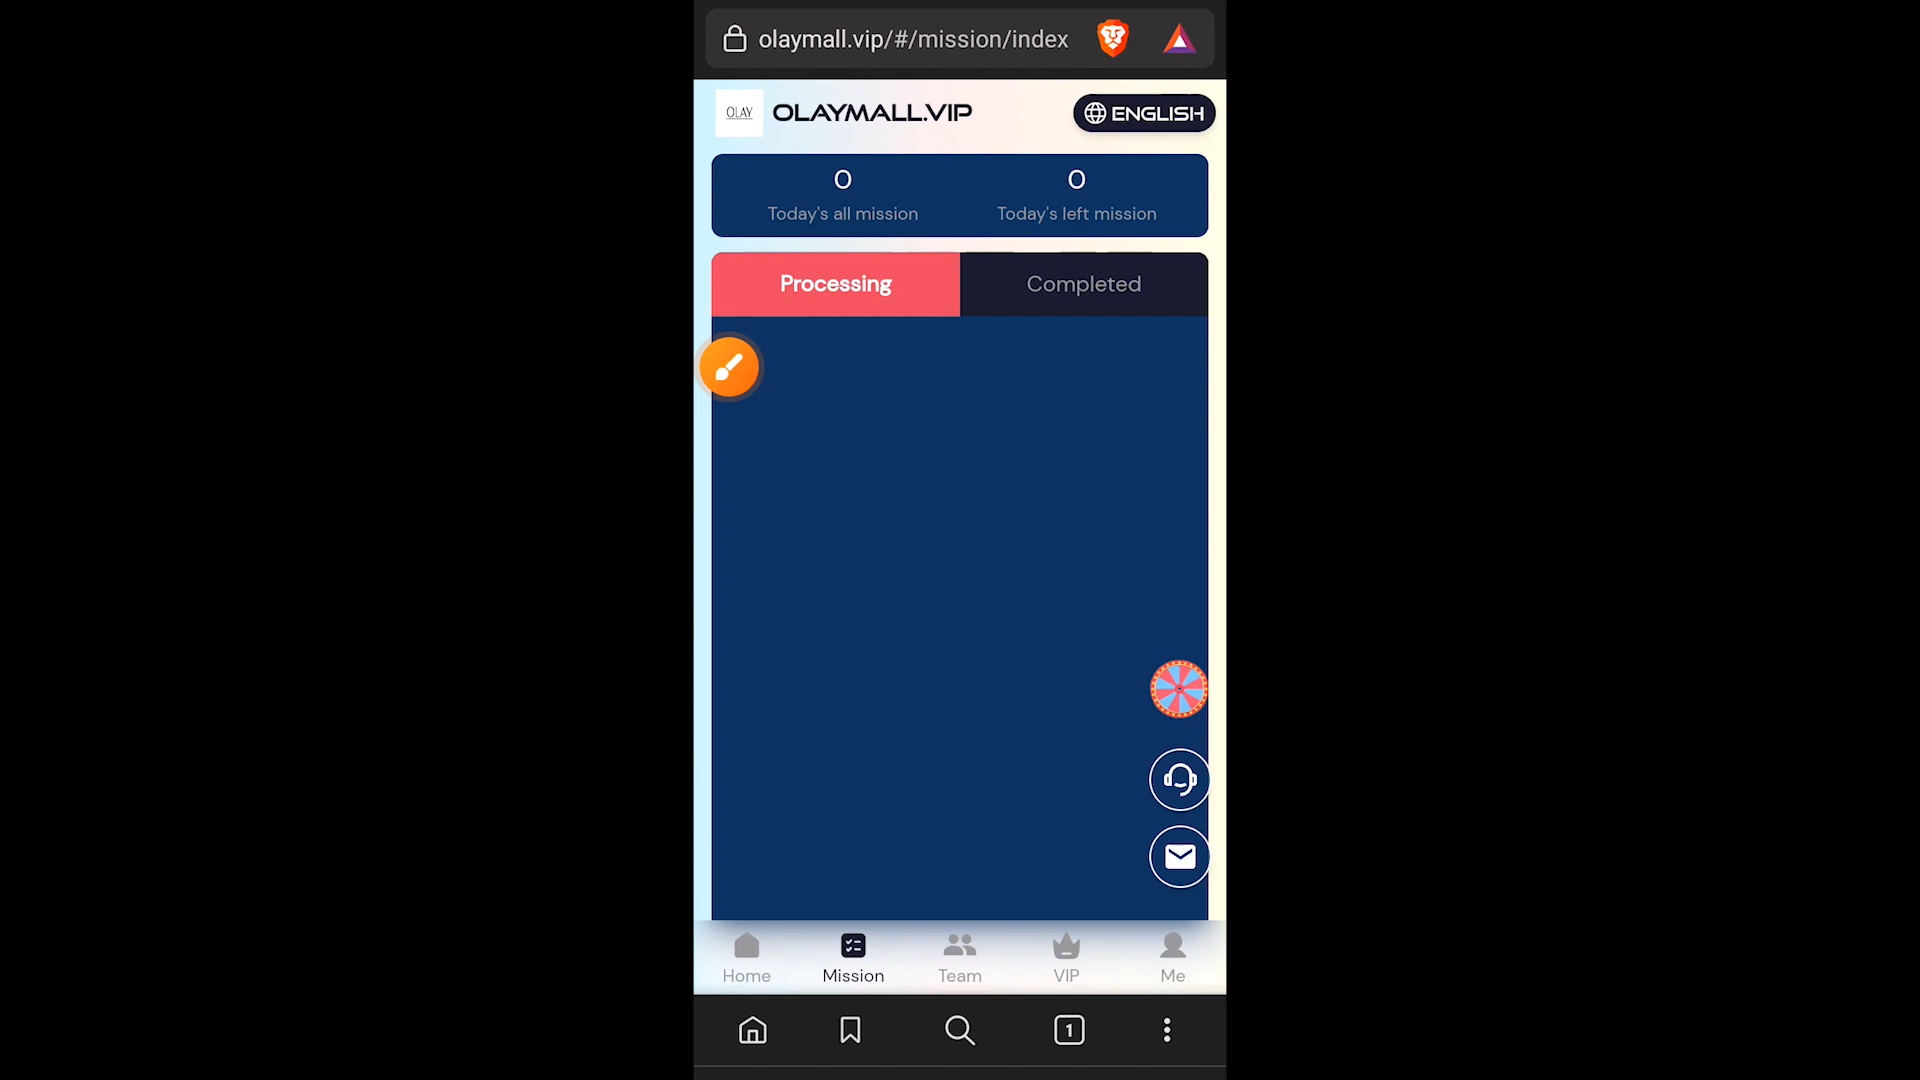 olaymall.vip/#/mission/index
OLAY
OLAYMALL.VIP
ENGLISH
0
0
Today's all mission
Today's left mission
Processing
Completed
Home
Mission
Team
VIP
Me
1